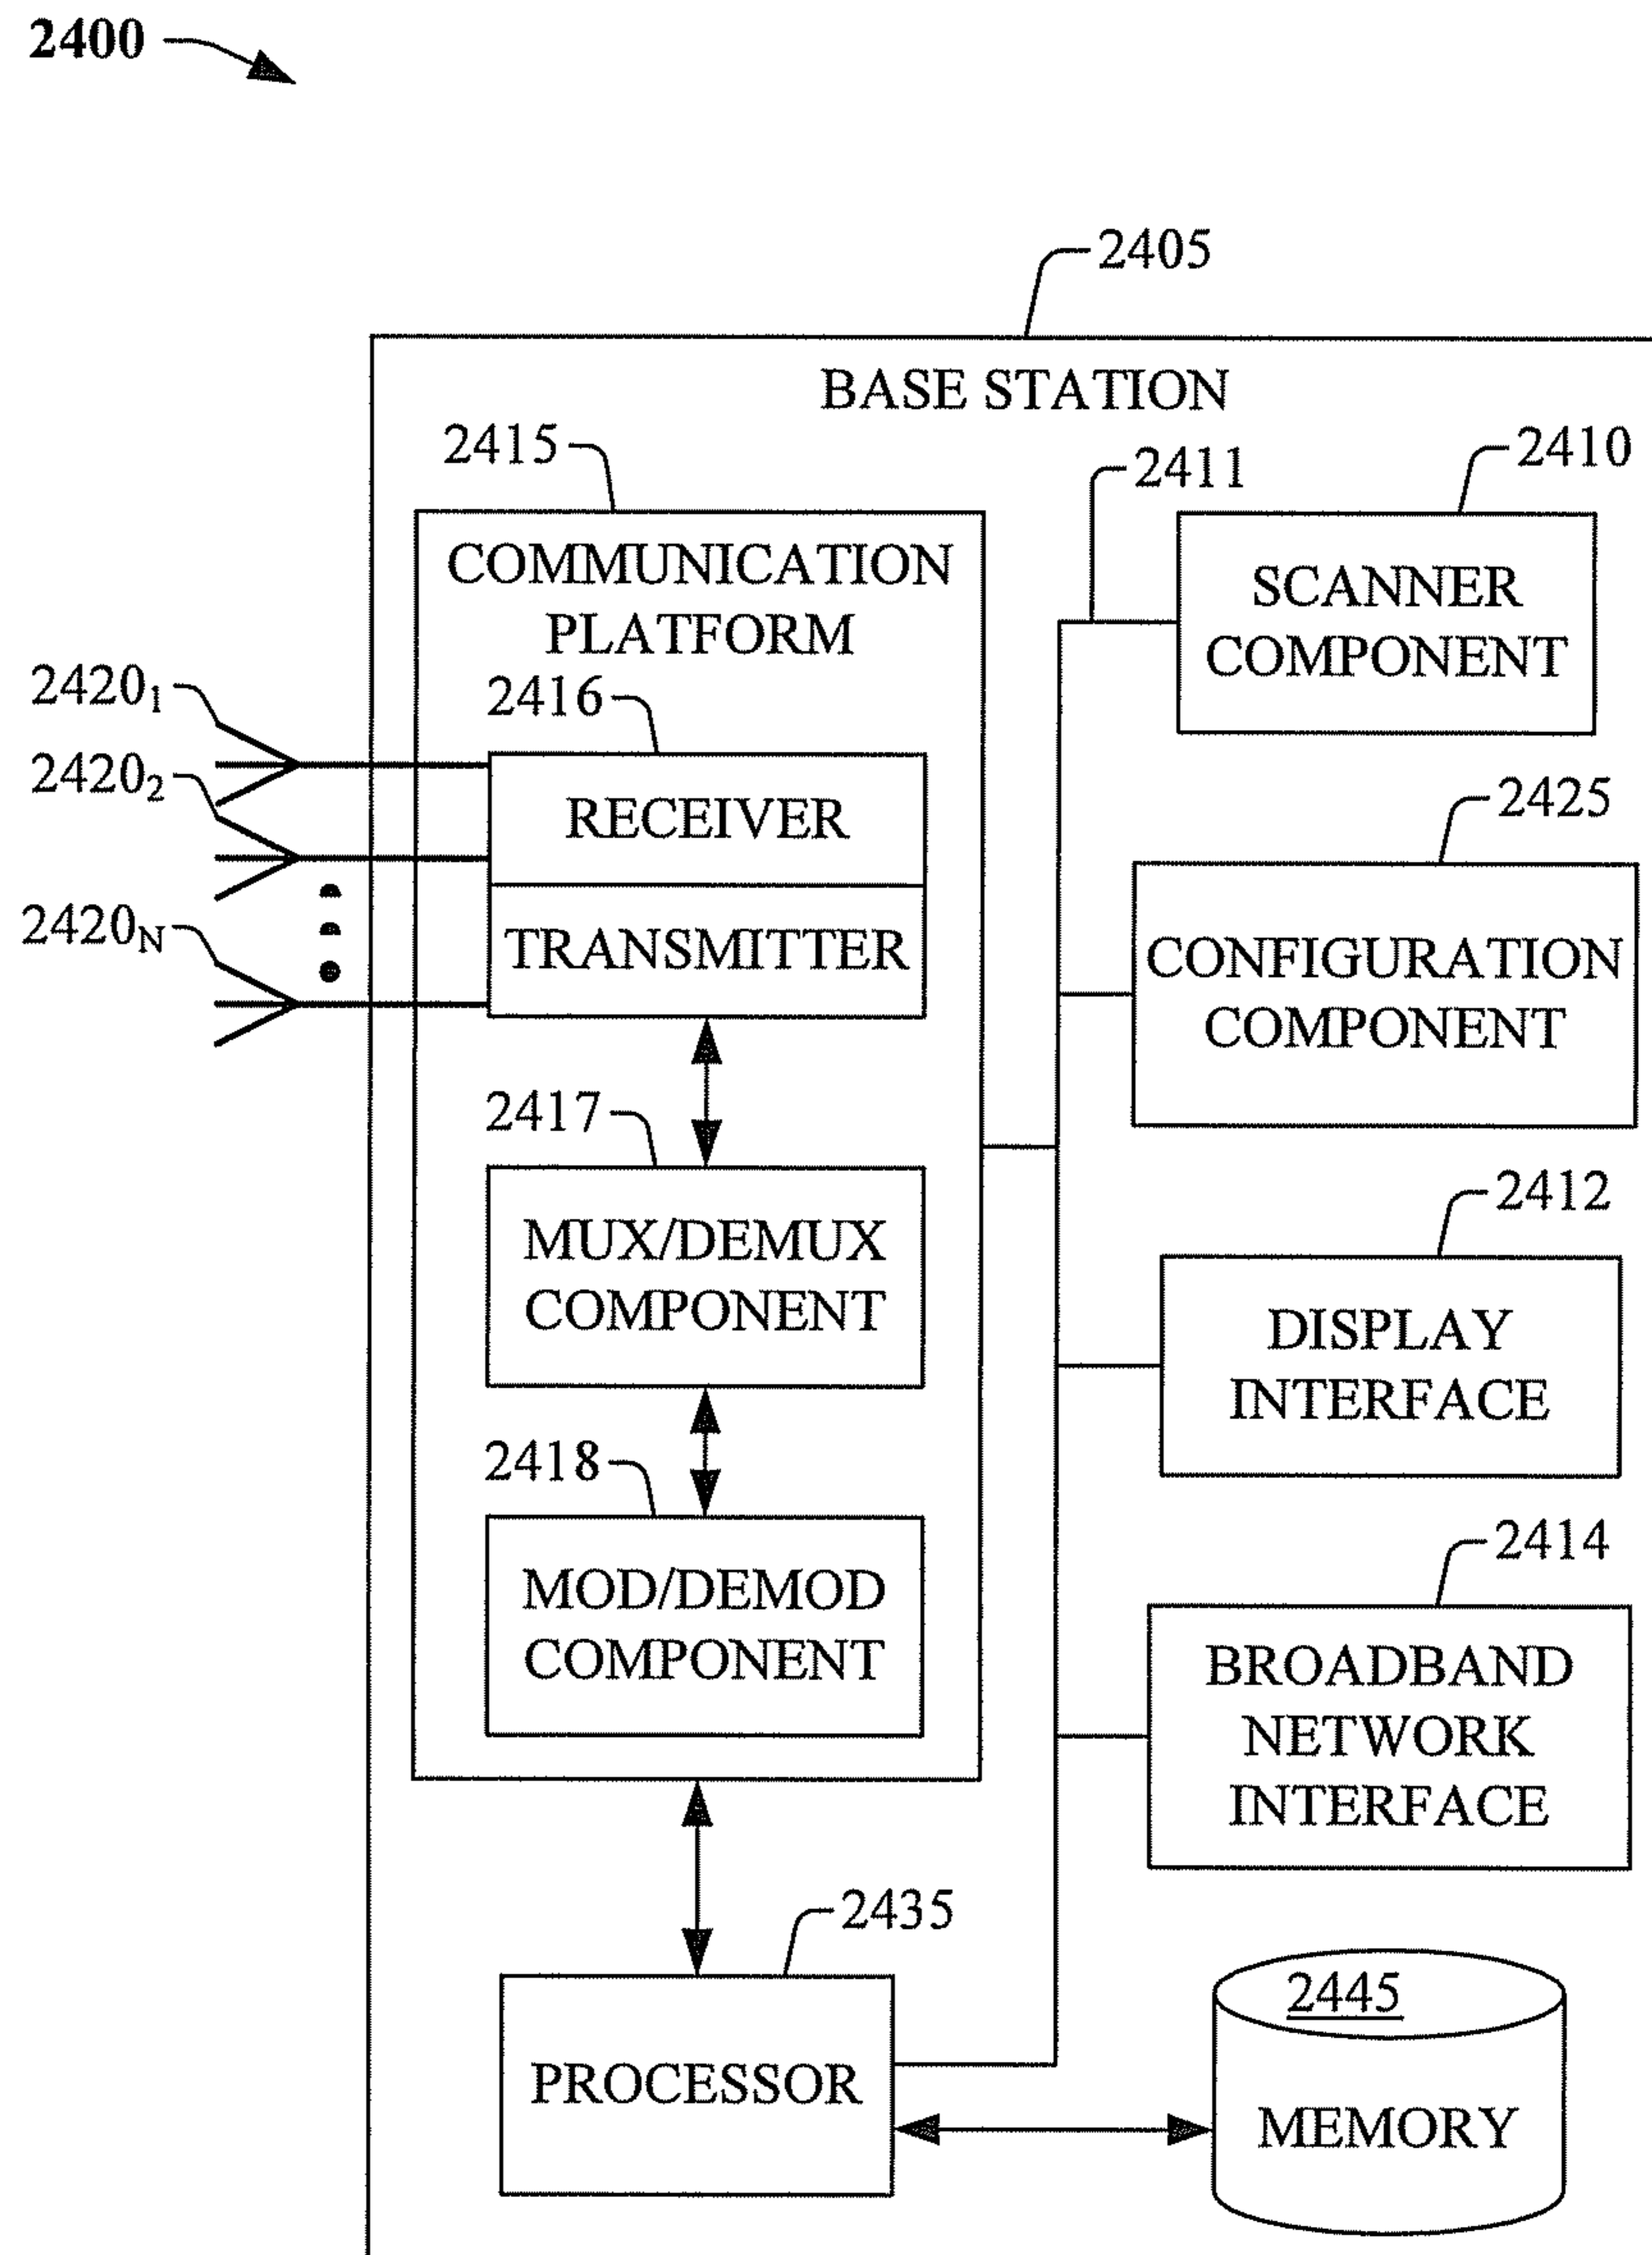 2400
2405
BASE STATION
2415
2411
2410
COMMUNICATION
PLATFORM
SCANNER
COMPONENT
2420₁
2416
2420₂
RECEIVER
2425
2420N
TRANSMITTER
CONFIGURATION
COMPONENT
2417
MUX/DEMUX
COMPONENT
2412
DISPLAY
INTERFACE
2418
MOD/DEMOD
COMPONENT
2414
BROADBAND
NETWORK
INTERFACE
2435
PROCESSOR
2445
MEMORY